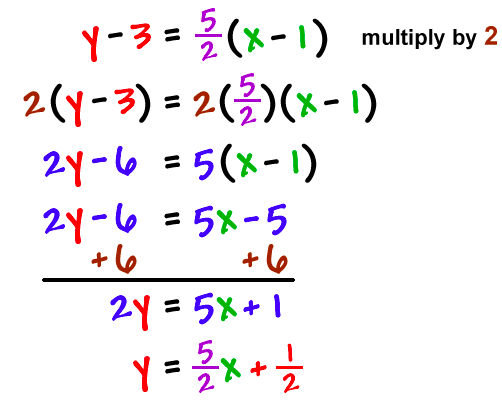 y - 3 = 5/2 (x - 1) multiply by 2
2(y - 3) = 2(5/2)(x - 1)
2y - 6 = 5(x - 1)
2y - 6 = 5x - 5
+6 +6
2y = 5x + 1
y = 5/2 x + 1/2